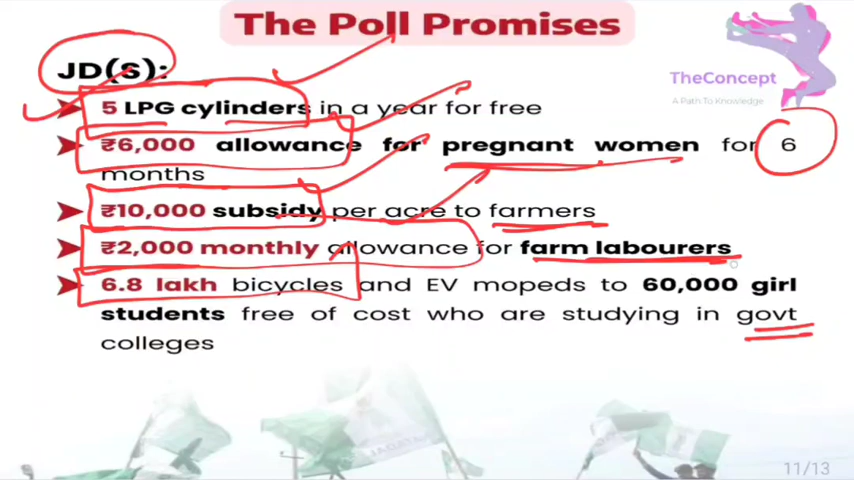 The Poll Promises
JD(S):
TheConcept
A Path To Knowledge
5 LPG cylinders in a year for free
₹6,000 allowance for pregnant women for 6
months
₹10,000 subsidy per acre to farmers
₹2,000 monthly allowance for farm labourers
6.8 lakh bicycles and EV mopeds to 60,000 girl
students free of cost who are studying in govt
colleges
11/13